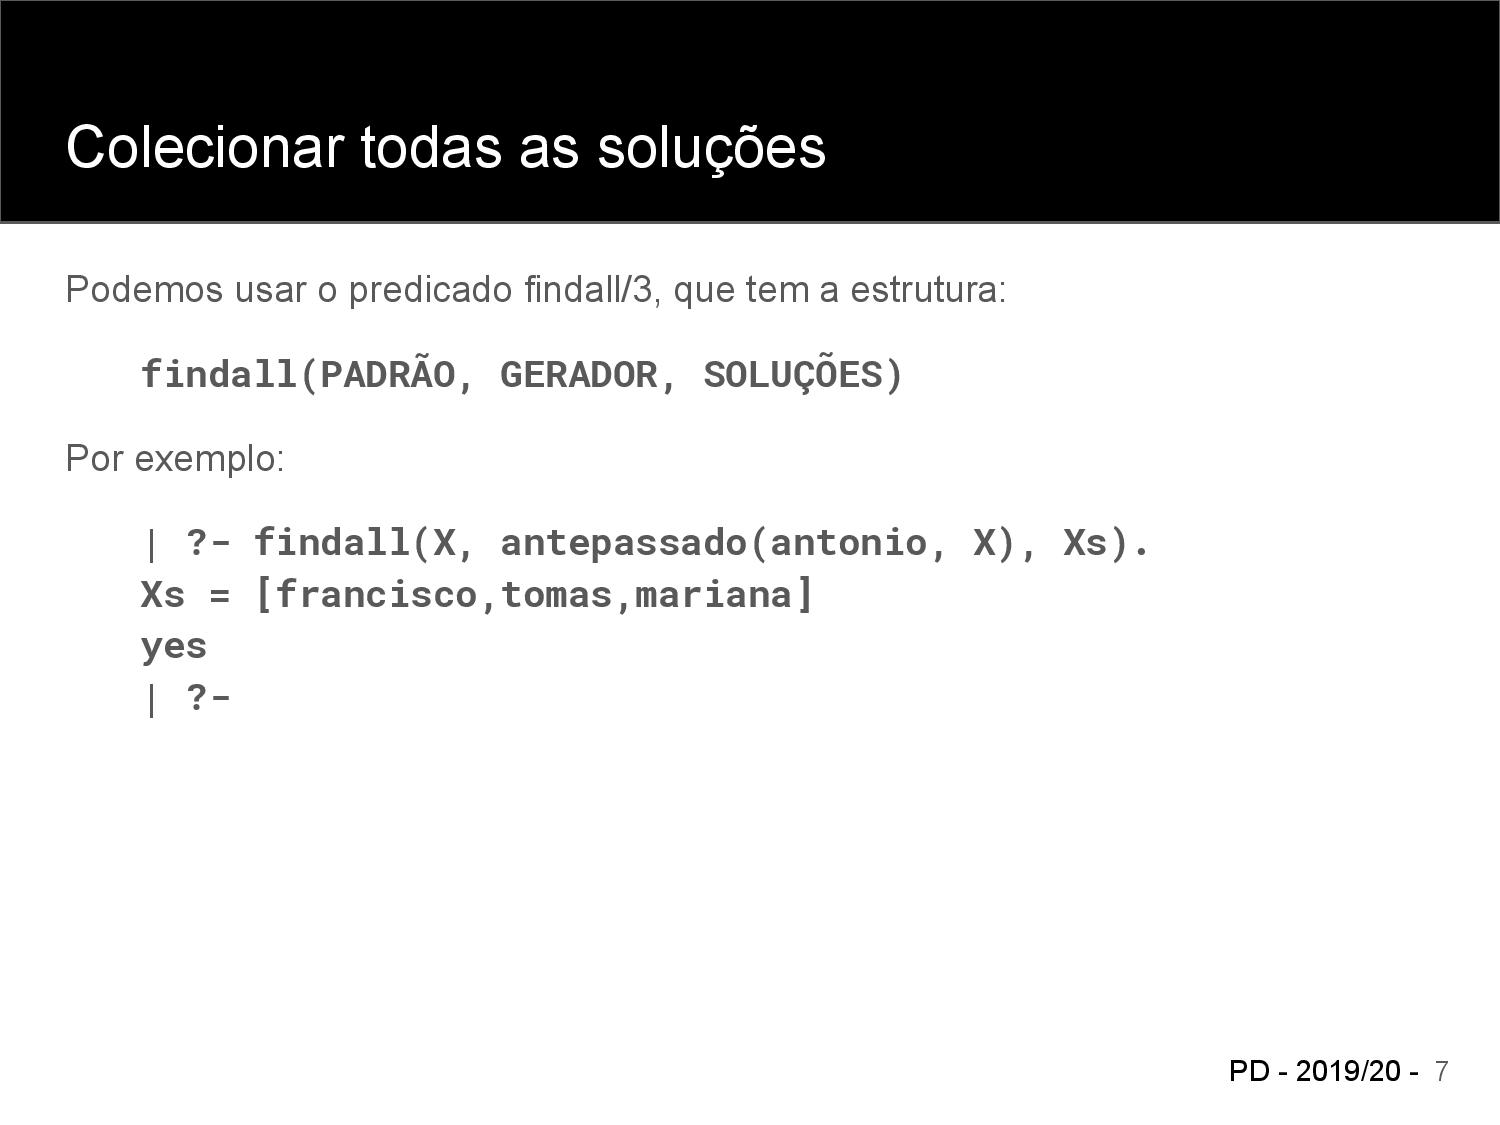 Colecionar todas as soluções
Podemos usar o predicado findall/3, que tem a estrutura:
findall(PADRÃO, GERADOR, SOLUÇÕES)
Por exemplo:
| ?- findall(X, antepassado(antonio, X), Xs).
Xs = [francisco,tomas,mariana]
yes
| ?-
PD - 2019/20 - 7